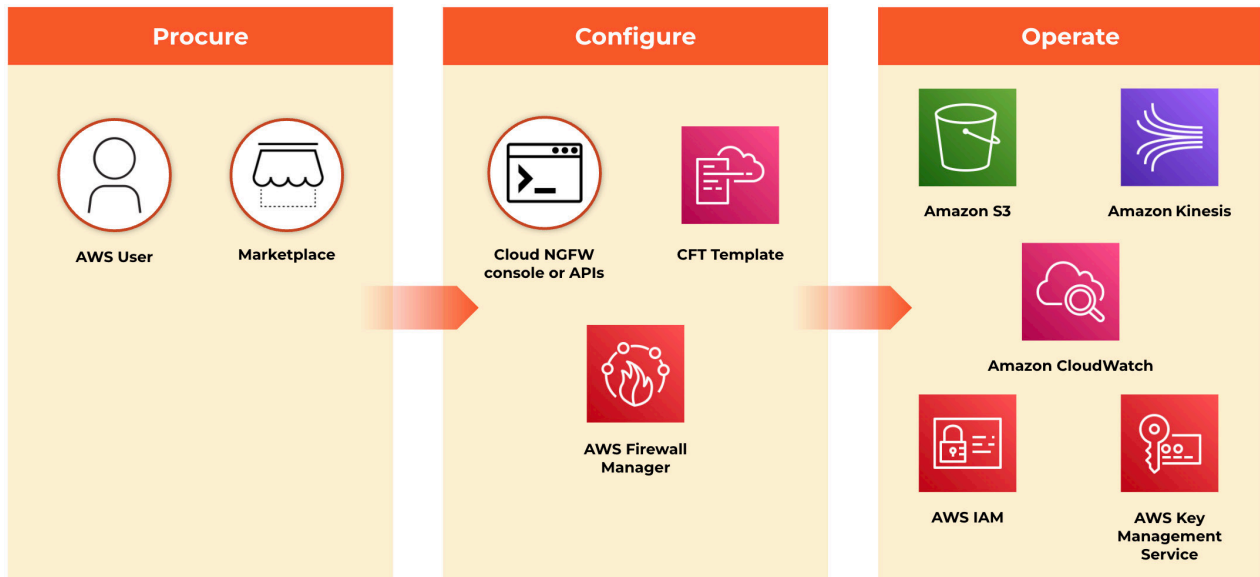 Procure
AWS User
Marketplace
Configure
Cloud NGFW
console or APIs
CFT Template
AWS Firewall
Manager
Operate
Amazon S3
Amazon Kinesis
Amazon CloudWatch
AWS IAM
AWS Key
Management
Service